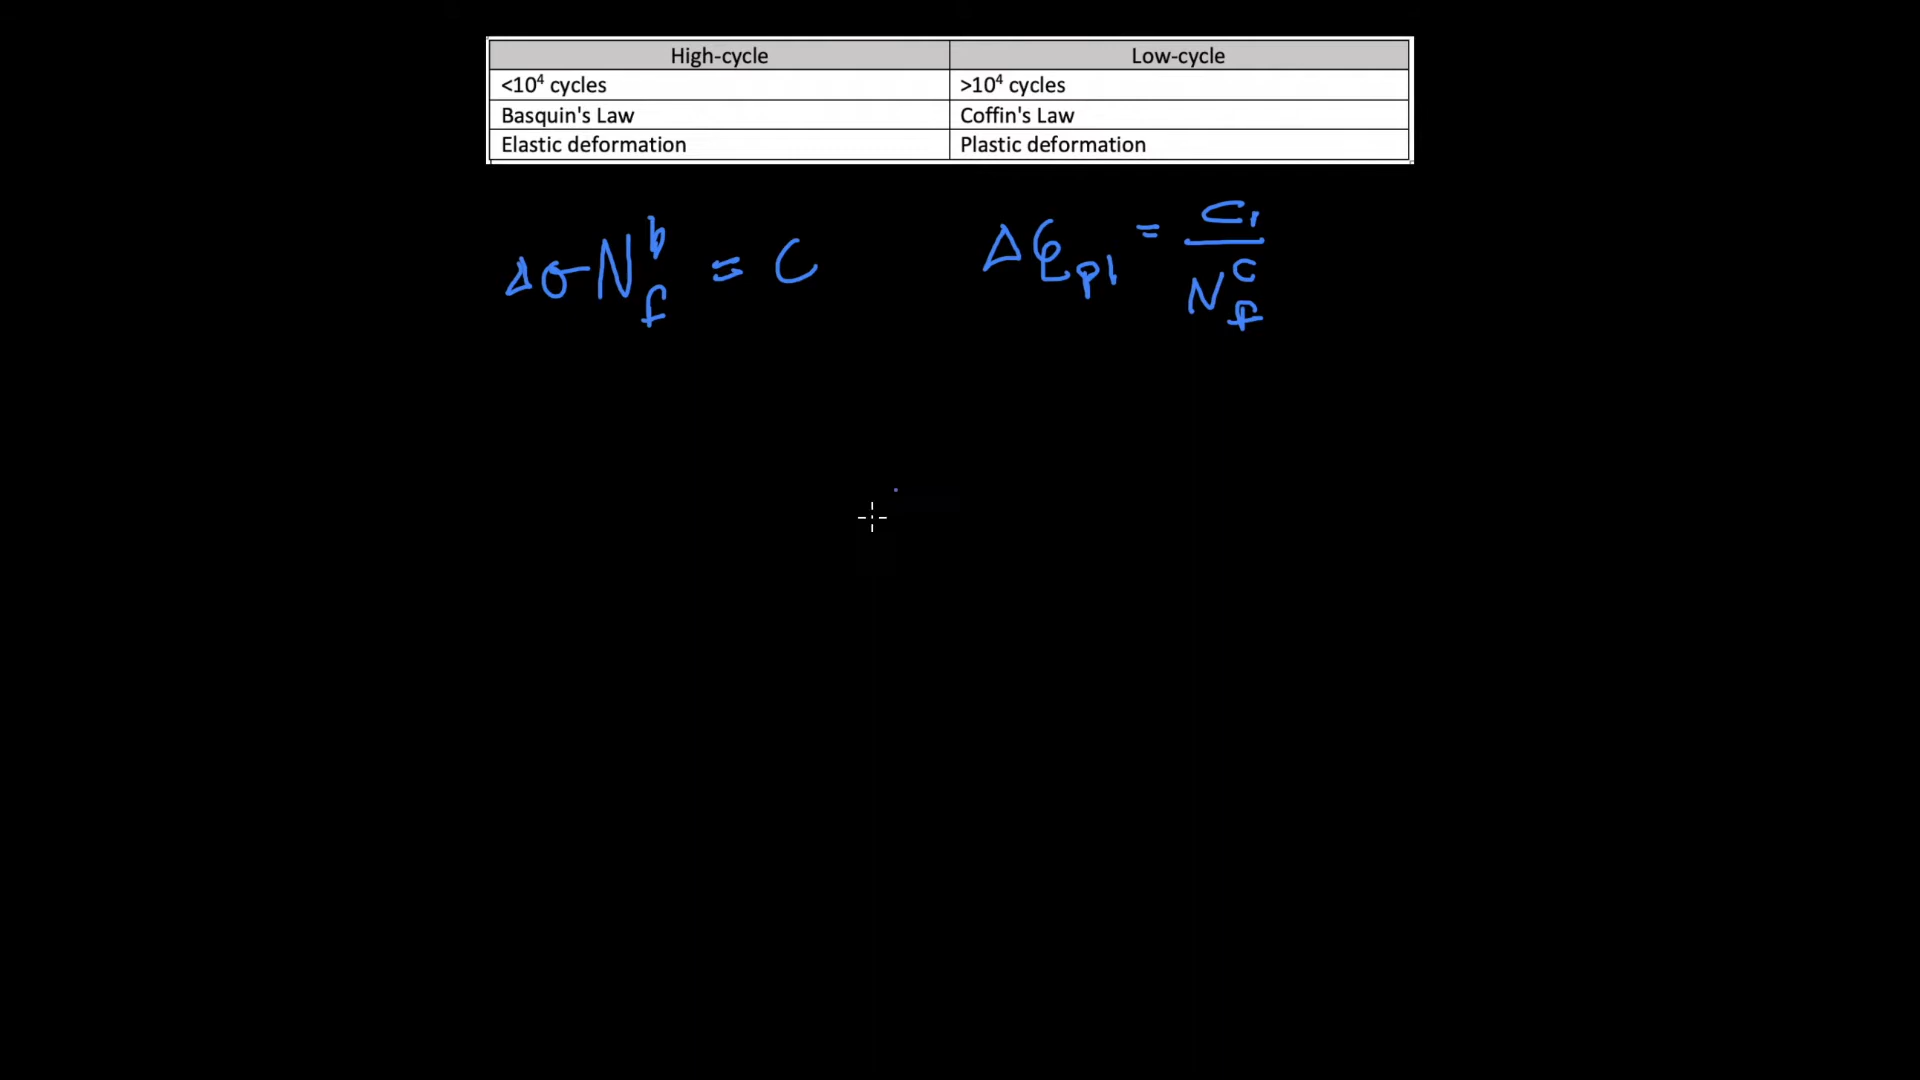 High-cycle Low-cycle
<10⁴ cycles >10⁴ cycles
Basquin's Law Coffin's Law
Elastic deformation Plastic deformation
Δσ N_f^b = C Δε_pl = C₁ / N_f^c